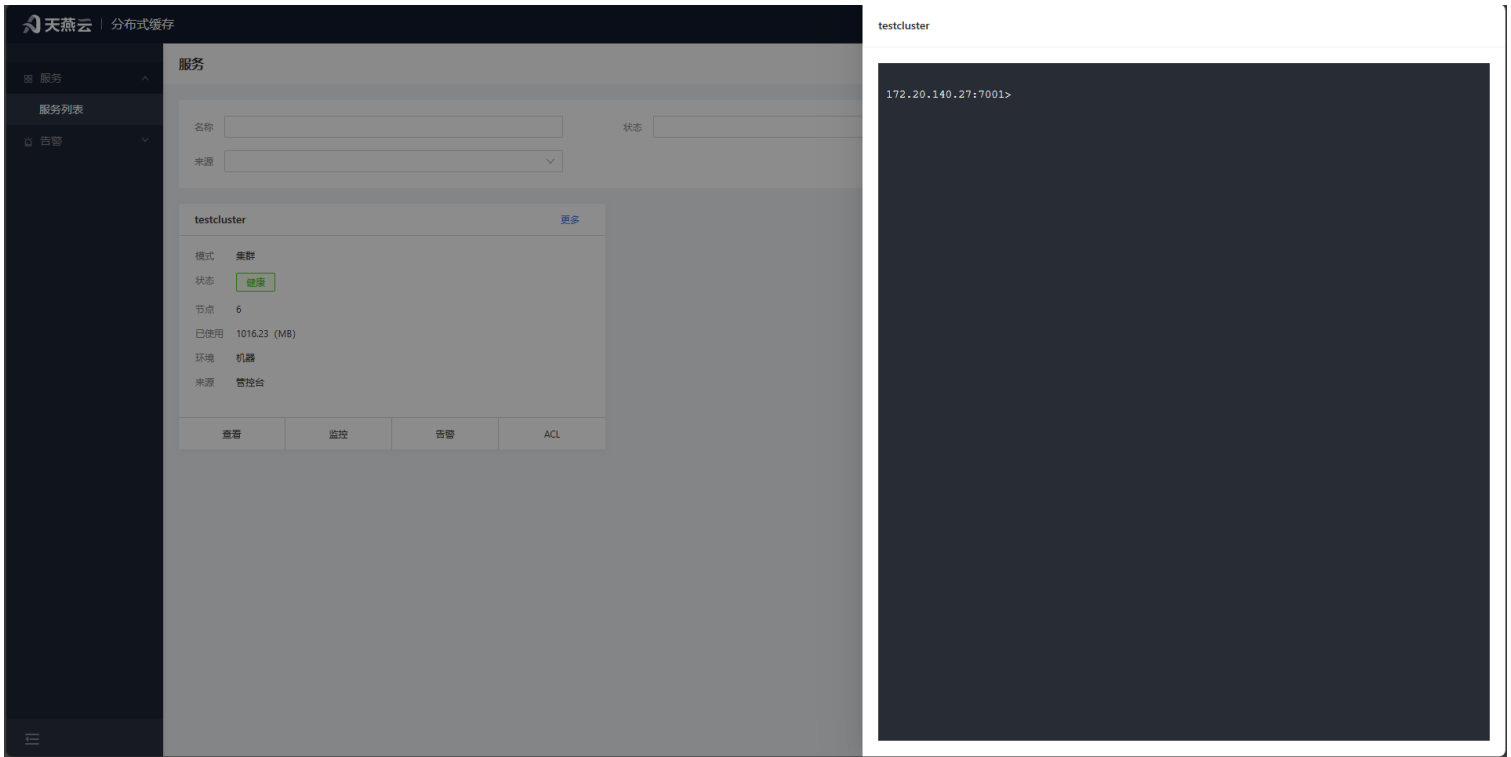 天燕云 | 分布式缓存
testcluster
服务
服务列表
告警
服务
名称
状态
来源
testcluster 更多
模式 集群
状态 健康
节点 6
已使用 1016.23 (MB)
环境 机器
来源 管控台
查看 监控 告警 ACL
172.20.140.27:7001>